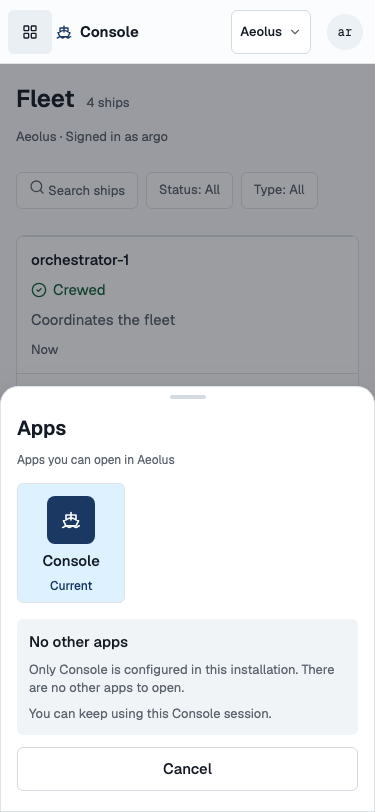 Console
Aeolus
ar
Fleet
4 ships
Aeolus · Signed in as argo
Search ships
Status: All
Type: All
orchestrator-1
Crewed
Coordinates the fleet
Now
Apps
Apps you can open in Aeolus
Console
Current
No other apps
Only Console is configured in this installation. There
are no other apps to open.
You can keep using this Console session.
Cancel